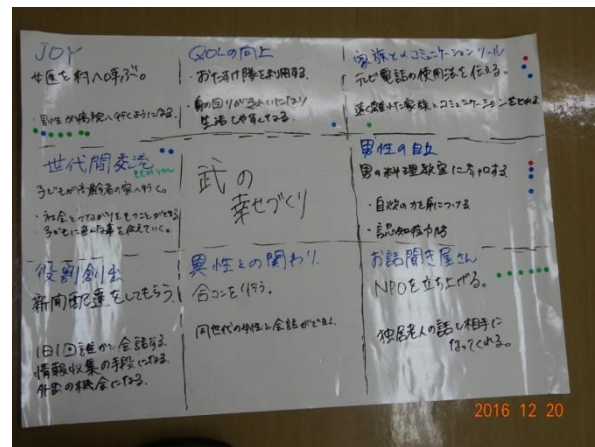 JOY
女医を村へ呼ぶ。
・男性が病院へ行くようになる。
QOLの向上
・おたすけ隊を利用する。
・身の回りがきれいになり
生活しやすくなる。
家族とのコミュニケーションツール
テレビ電話の使用法を伝える。
遠く離れた家族とコミュニケーションをとれる。
世代間交流
子どもが高齢者の家へ行く。
・社会とつながりをもつことができる
・子どもに色んな事を伝えていく。
武の
幸せづくり
男性の自立
男の料理教室に参加する
・自炊の力を身につける
・認知症予防
役割創出
新聞配達をしてもらう
1日1回誰かと会話する。
情報収集の手段になる。
外出の機会になる。
異性との関わり
合コンを行う。
同世代の女性と会話ができる。
お話聞き屋さん
NPOを立ち上げる。
独居老人の話し相手に
なってくれる。
2016 12 20